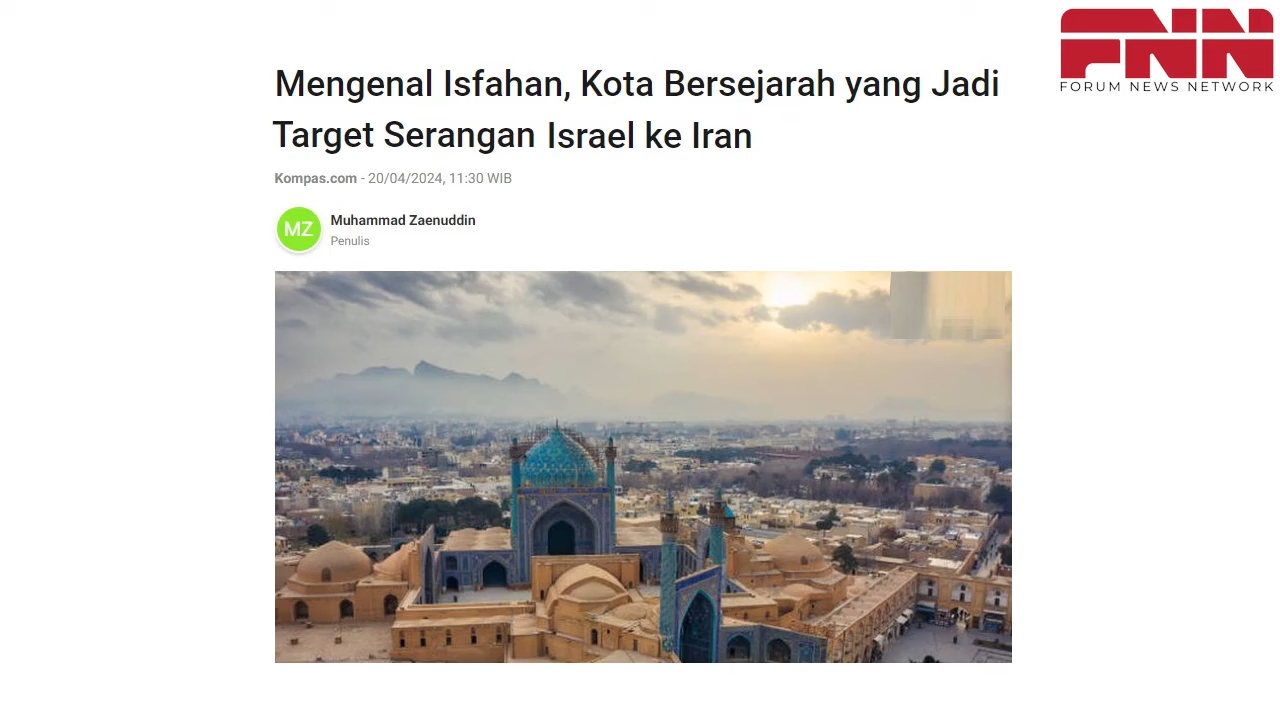 FNN
FORUM NEWS NETWORK
Mengenal Isfahan, Kota Bersejarah yang Jadi
Target Serangan Israel ke Iran
Kompas.com - 20/04/2024, 11:30 WIB
MZ
Muhammad Zaenuddin
Penulis